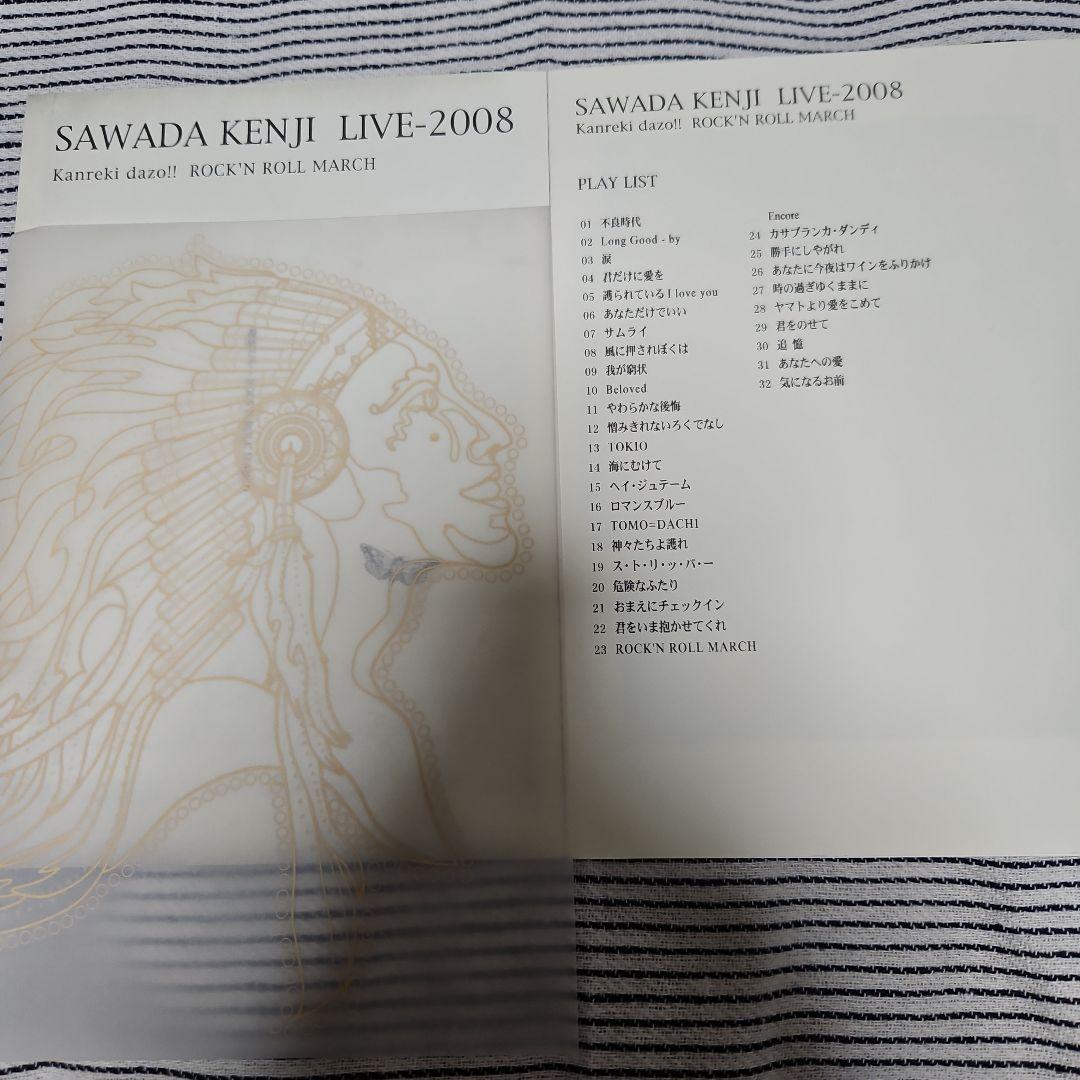 SAWADA KENJI LIVE-2008
Kanreki dazo!! ROCK'N ROLL MARCH
SAWADA KENJI LIVE-2008
Kanreki dazo!! ROCK'N ROLL MARCH
PLAY LIST
01 不良時代
02 Long Good - by
03 涙
04 君だけに愛を
05 護られている I love you
06 あなただけでいい
07 サムライ
08 風に押されぼくは
09 我が窮状
10 Beloved
11 やわらかな後悔
12 憎みきれないろくでなし
13 TOKIO
14 海にむけて
15 ヘイ・ジュテーム
16 ロマンスブルー
17 TOMO=DACHI
18 神々たちよ護れ
19 ス・ト・リ・ッ・パ・ー
20 危険なふたり
21 おまえにチェックイン
22 君をいま抱かせてくれ
23 ROCK'N ROLL MARCH
Encore
24 カサブランカ・ダンディ
25 勝手にしやがれ
26 あなたに今夜はワインをふりかけ
27 時の過ぎゆくままに
28 ヤマトより愛をこめて
29 君をのせて
30 追 憶
31 あなたへの愛
32 気になるお前